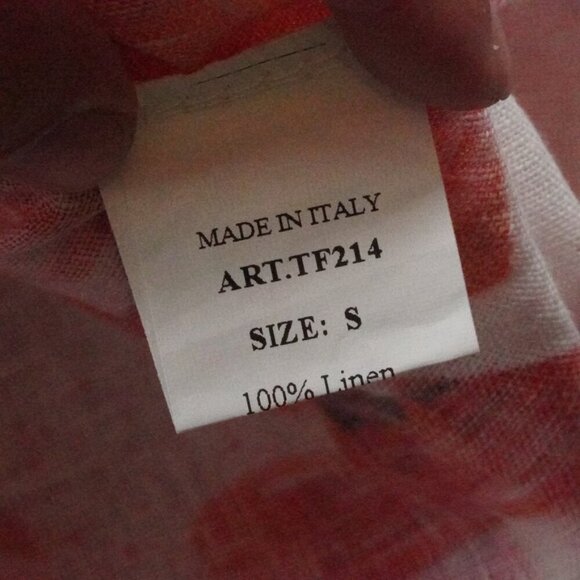 MADE IN ITALY
ART.TF214
SIZE: S
100% Linen